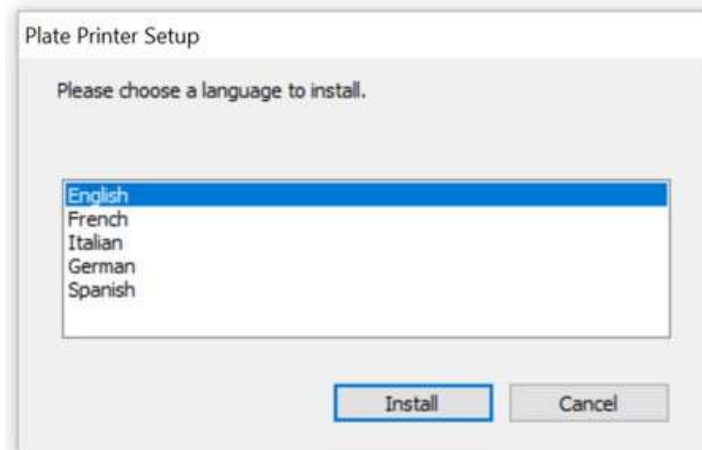 Plate Printer Setup
Please choose a language to install.
English
French
Italian
German
Spanish
Install Cancel